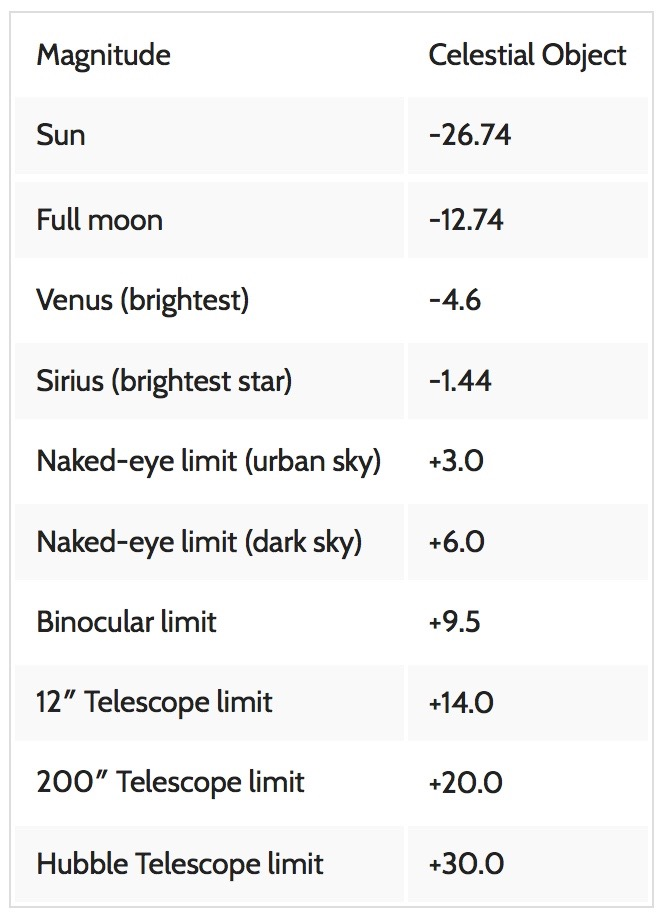 Magnitude Celestial Object
Sun -26.74
Full moon -12.74
Venus (brightest) -4.6
Sirius (brightest star) -1.44
Naked-eye limit (urban sky) +3.0
Naked-eye limit (dark sky) +6.0
Binocular limit +9.5
12″ Telescope limit +14.0
200″ Telescope limit +20.0
Hubble Telescope limit +30.0